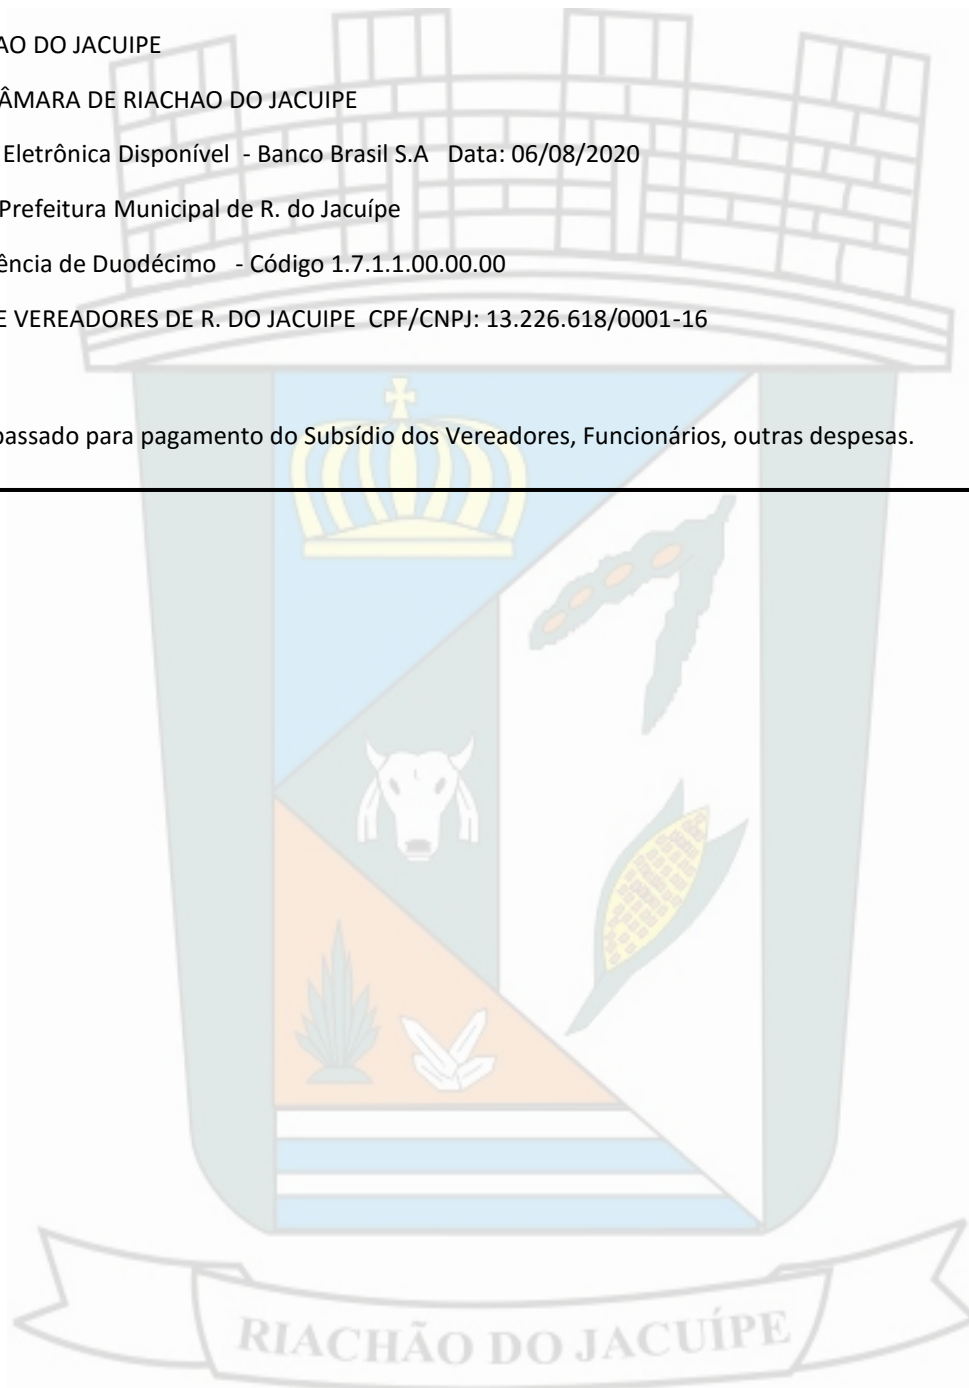 AO DO JACUIPE
ÂMARA DE RIACHAO DO JACUIPE
Eletrônica Disponível - Banco Brasil S.A Data: 06/08/2020
Prefeitura Municipal de R. do Jacuípe
ência de Duodécimo - Código 1.7.1.1.00.00.00
E VEREADORES DE R. DO JACUIPE CPF/CNPJ: 13.226.618/0001-16
passado para pagamento do Subsídio dos Vereadores, Funcionários, outras despesas.
RIACHÃO DO JACUÍPE